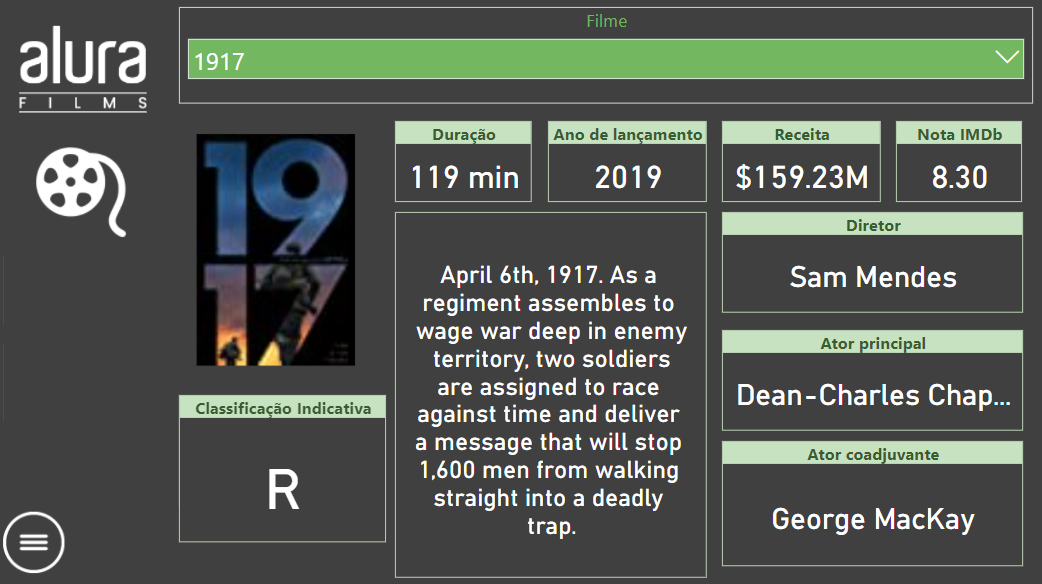 alura
FILMS
Filme
1917
19
17
Duração
119 min
Ano de lançamento
2019
Receita
$159.23M
Nota IMDb
8.30
April 6th, 1917. As a
regiment assembles to
wage war deep in enemy
territory, two soldiers
are assigned to race
against time and deliver
a message that will stop
1,600 men from walking
straight into a deadly
trap.
Diretor
Sam Mendes
Ator principal
Dean-Charles Chap...
Ator coadjuvante
George MacKay
Classificação Indicativa
R